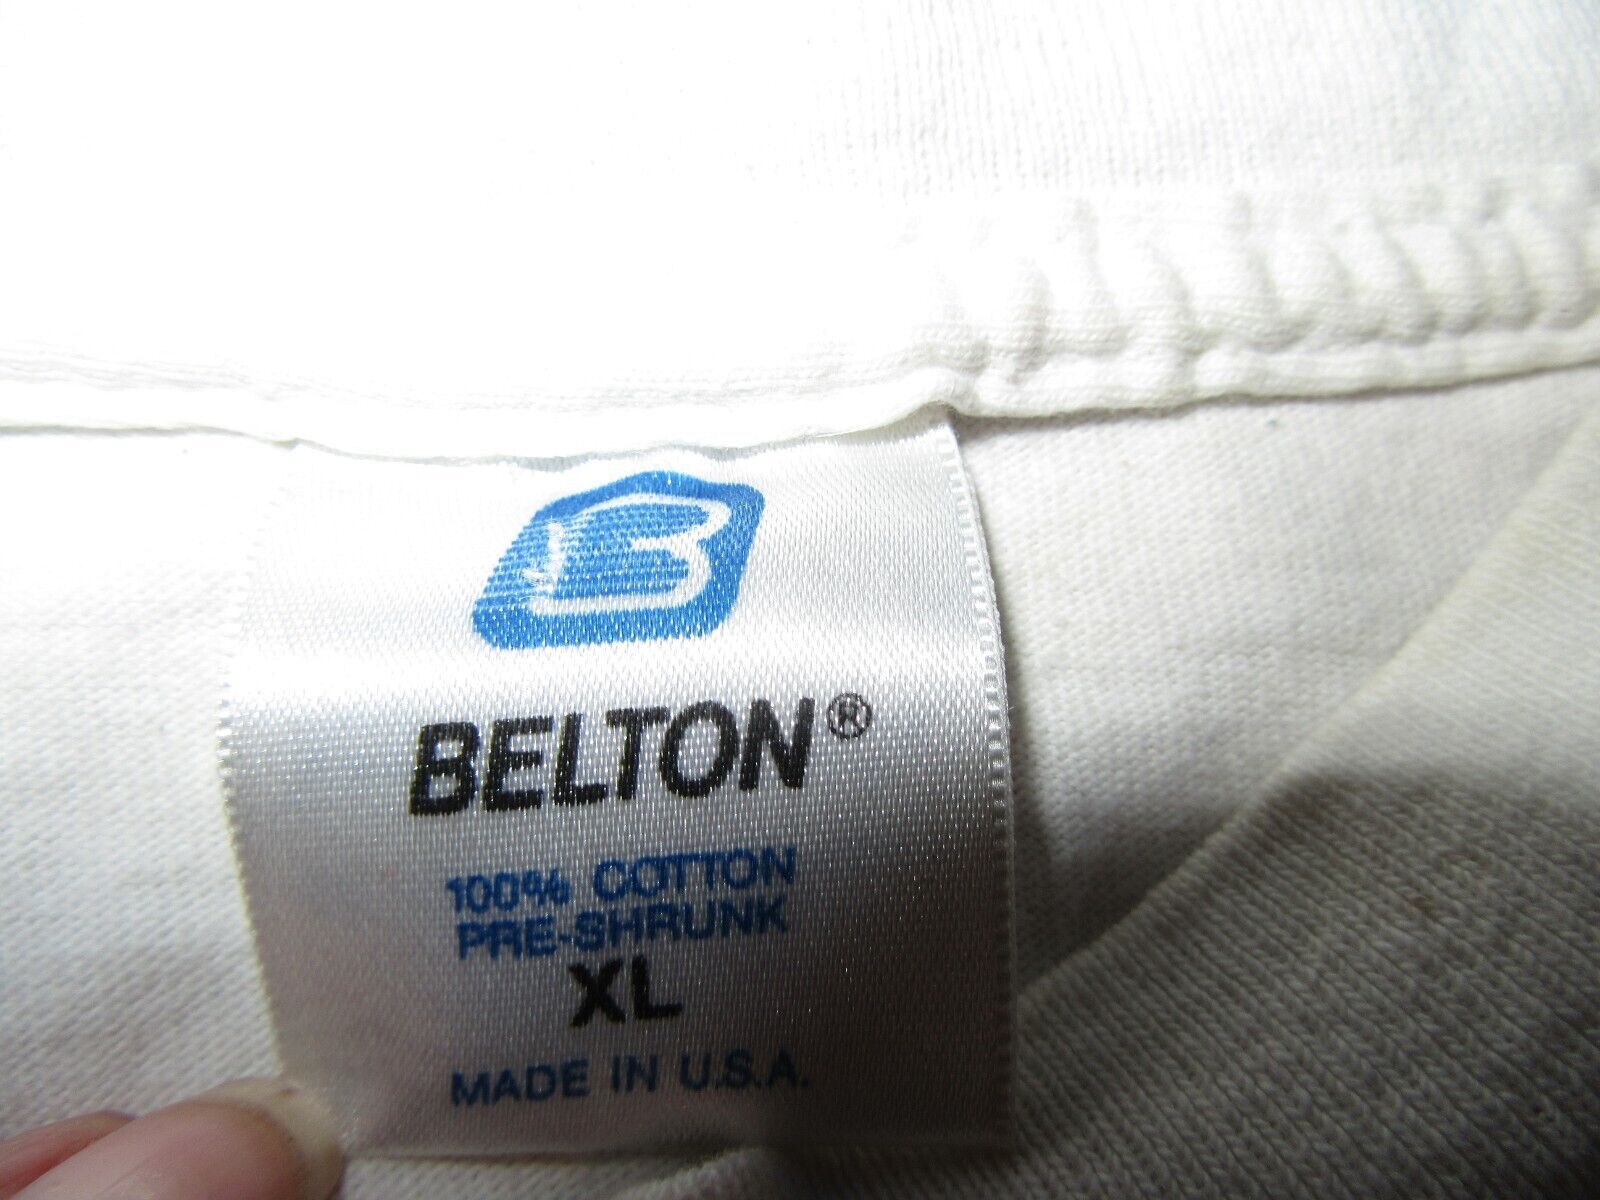 B
BELTON®
100% COTTON
PRE-SHRUNK
XL
MADE IN U.S.A.